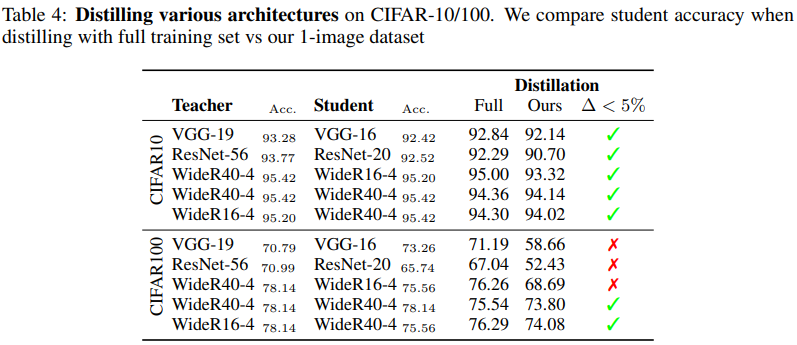 Table 4: Distilling various architectures on CIFAR-10/100. We compare student accuracy when
distilling with full training set vs our 1-image dataset
Distillation
Teacher Acc. Student Acc. Full Ours Δ < 5%
CIFAR10
VGG-19 93.28 VGG-16 92.42 92.84 92.14 ✓
ResNet-56 93.77 ResNet-20 92.52 92.29 90.70 ✓
WideR40-4 95.42 WideR16-4 95.20 95.00 93.32 ✓
WideR40-4 95.42 WideR40-4 95.42 94.36 94.14 ✓
WideR16-4 95.20 WideR40-4 95.42 94.30 94.02 ✓
CIFAR100
VGG-19 70.79 VGG-16 73.26 71.19 58.66 ✗
ResNet-56 70.99 ResNet-20 65.74 67.04 52.43 ✗
WideR40-4 78.14 WideR16-4 75.56 76.26 68.69 ✗
WideR40-4 78.14 WideR40-4 78.14 75.54 73.80 ✓
WideR16-4 78.14 WideR40-4 75.56 76.29 74.08 ✓